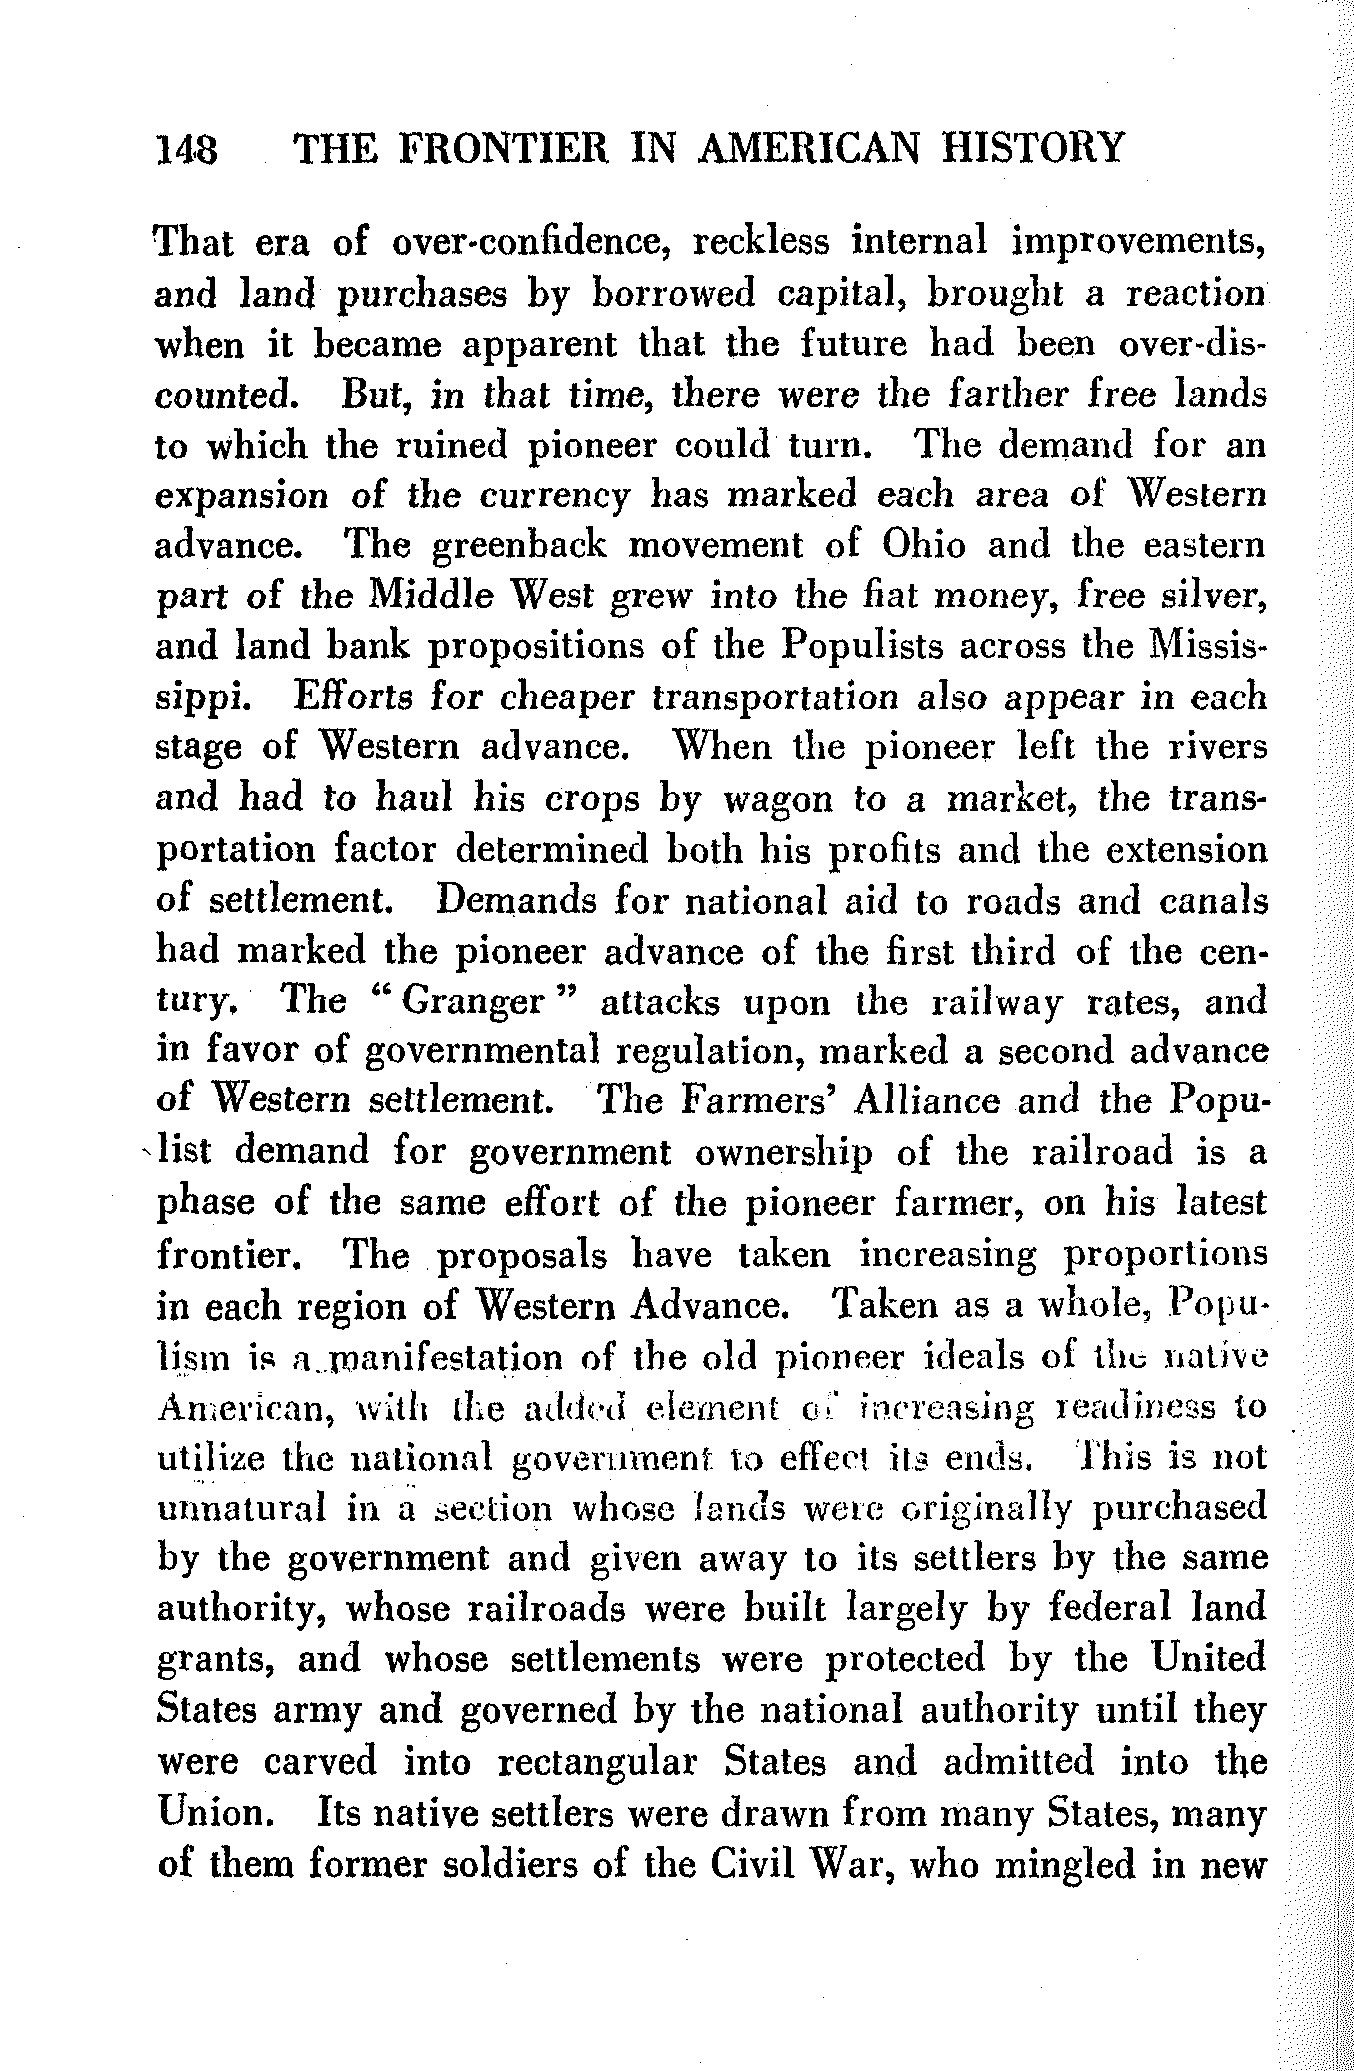 148 THE FRONTIER IN AMERICAN HISTORY
That era of over-confidence, reckless internal improvements,
and land purchases by borrowed capital, brought a reaction
when it became apparent that the future had been over-dis-
counted. But, in that time, there were the farther free lands
to which the ruined pioneer could turn. The demand for an
expansion of the currency has marked each area of Western
advance. The greenback movement of Ohio and the eastern
part of the Middle West grew into the fiat money, free silver,
and land bank propositions of the Populists across the Missis-
sippi. Efforts for cheaper transportation also appear in each
stage of Western advance. When the pioneer left the rivers
and had to haul his crops by wagon to a market, the trans-
portation factor determined both his profits and the extension
of settlement. Demands for national aid to roads and canals
had marked the pioneer advance of the first third of the cen-
tury. The " Granger " attacks upon the railway rates, and
in favor of governmental regulation, marked a second advance
of Western settlement. The Farmers' Alliance and the Popu-
list demand for government ownership of the railroad is a
phase of the same effort of the pioneer farmer, on his latest
frontier. The proposals have taken increasing proportions
in each region of Western Advance. Taken as a whole, Popu-
lism is a manifestation of the old pioneer ideals of the native
American, with the added element of increasing readiness to
utilize the national government to effect its ends. This is not
unnatural in a section whose lands were originally purchased
by the government and given away to its settlers by the same
authority, whose railroads were built largely by federal land
grants, and whose settlements were protected by the United
States army and governed by the national authority until they
were carved into rectangular States and admitted into the
Union. Its native settlers were drawn from many States, many
of them former soldiers of the Civil War, who mingled in new